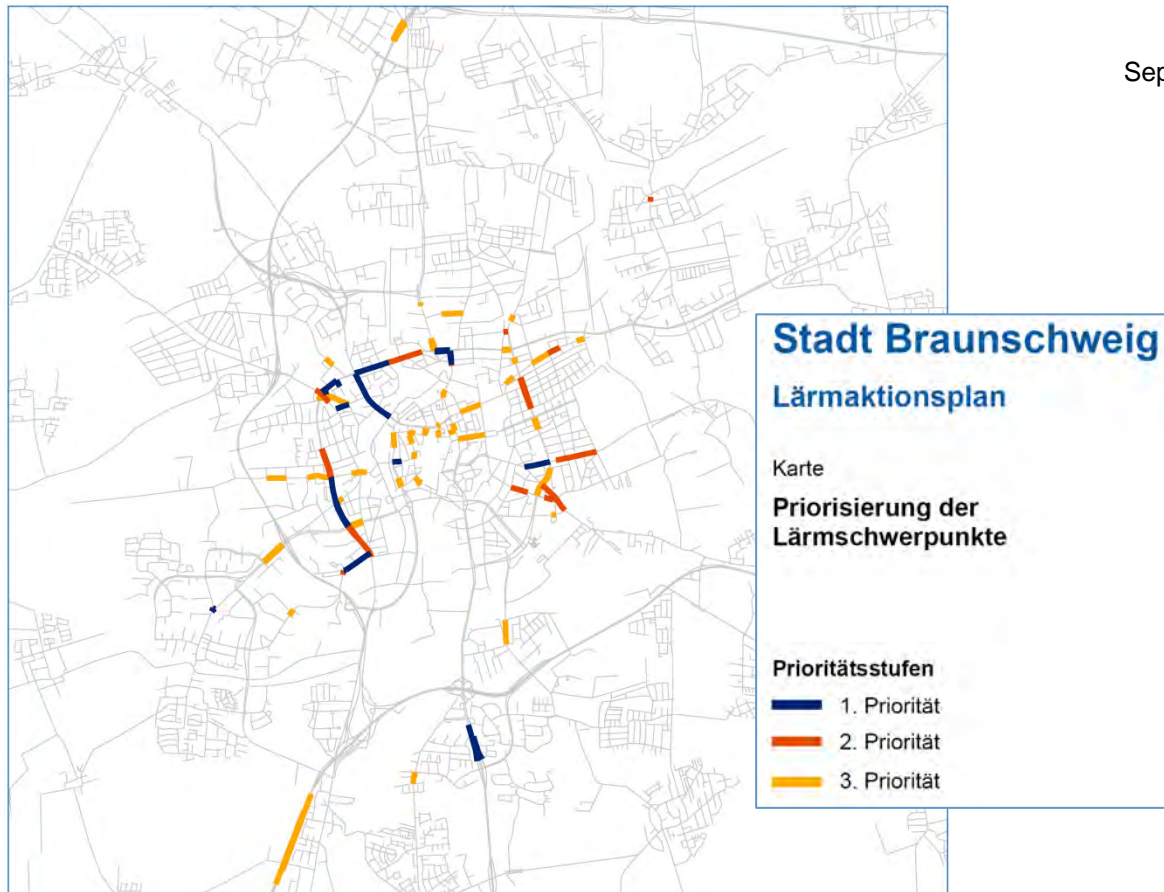 Sep
Stadt Braunschweig
Lärmaktionsplan
Karte
Priorisierung der
Lärmschwerpunkte
Prioritätsstufen
1. Priorität
2. Priorität
3. Priorität